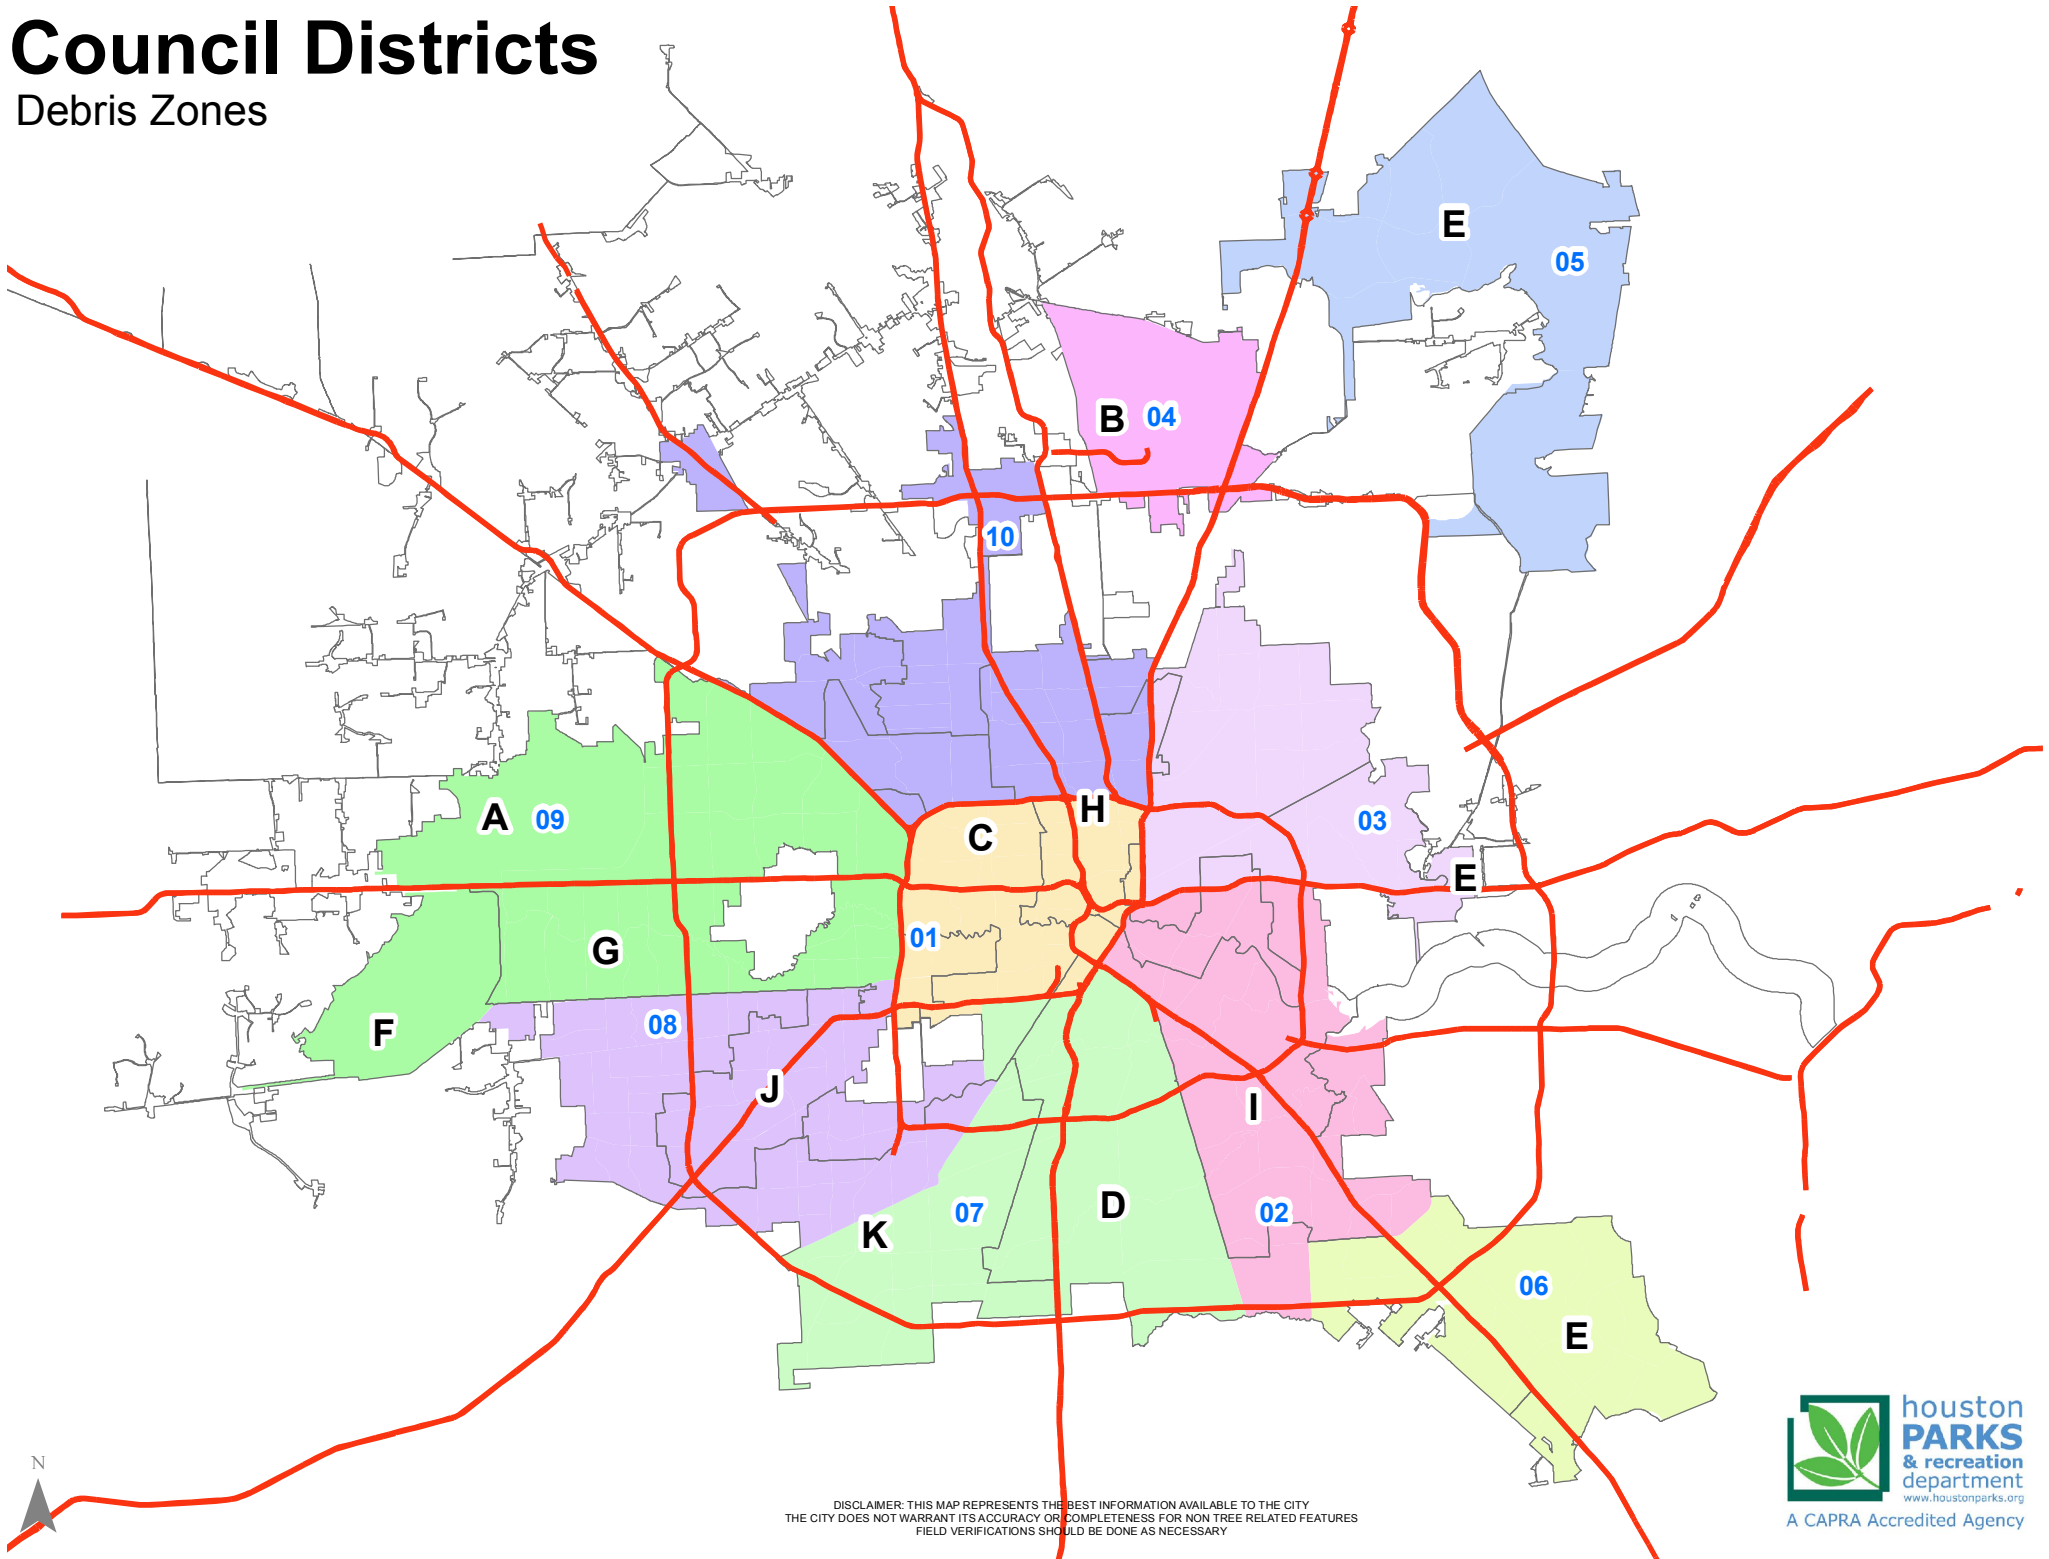 Council Districts
Debris Zones
E
05
B
04
10
H
C
A
09
03
E
01
G
F
08
J
I
D
07
02
K
06
E
N
houston
PARKS
& recreation
department
www.houstonparks.org
A CAPRA Accredited Agency
DISCLAIMER: THIS MAP REPRESENTS THE BEST INFORMATION AVAILABLE TO THE CITY
THE CITY DOES NOT WARRANT ITS ACCURACY OR COMPLETENESS FOR NON TREE RELATED FEATURES
FIELD VERIFICATIONS SHOULD BE DONE AS NECESSARY